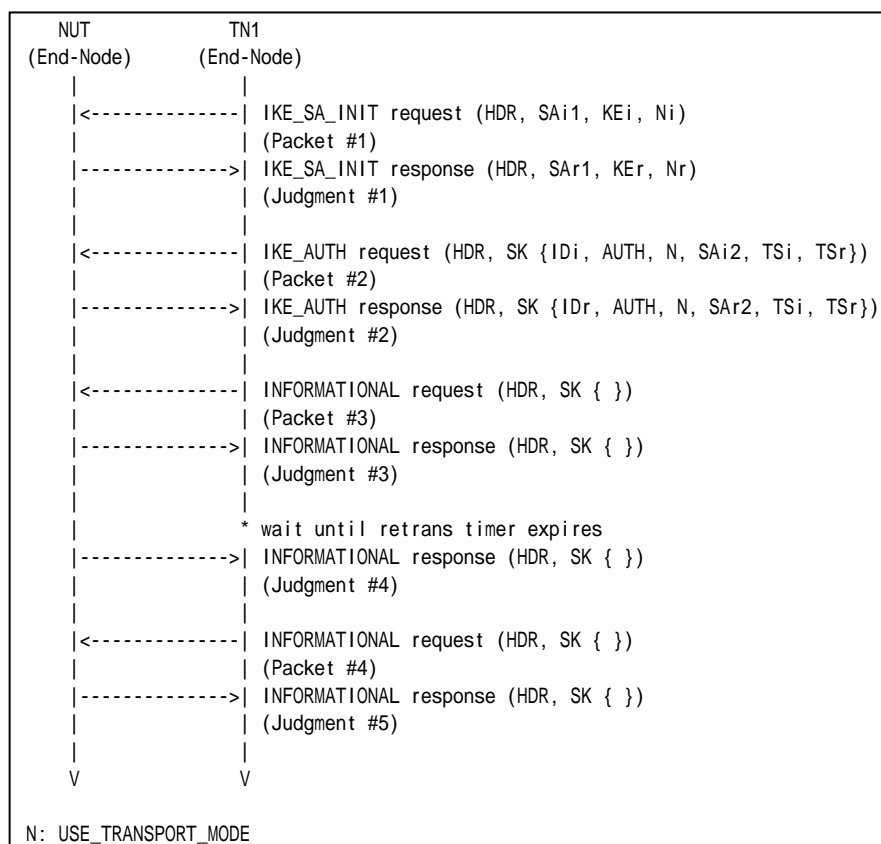 NUT                TN1
(End-Node)        (End-Node)
|                    |
|<--------------| IKE_SA_INIT request (HDR, SAi1, KEi, Ni)
|                    | (Packet #1)
|-------------->| IKE_SA_INIT response (HDR, SAr1, KEr, Nr)
|                    | (Judgment #1)
|                    |
|<--------------| IKE_AUTH request (HDR, SK {IDi, AUTH, N, SAi2, TSi, TSr})
|                    | (Packet #2)
|-------------->| IKE_AUTH response (HDR, SK {IDr, AUTH, N, SAr2, TSi, TSr})
|                    | (Judgment #2)
|                    |
|<--------------| INFORMATIONAL request (HDR, SK { })
|                    | (Packet #3)
|-------------->| INFORMATIONAL response (HDR, SK { })
|                    | (Judgment #3)
|                    |
|                    * wait until retrans timer expires
|-------------->| INFORMATIONAL response (HDR, SK { })
|                    | (Judgment #4)
|                    |
|<--------------| INFORMATIONAL request (HDR, SK { })
|                    | (Packet #4)
|-------------->| INFORMATIONAL response (HDR, SK { })
|                    | (Judgment #5)
|                    |
V                    V
N: USE_TRANSPORT_MODE